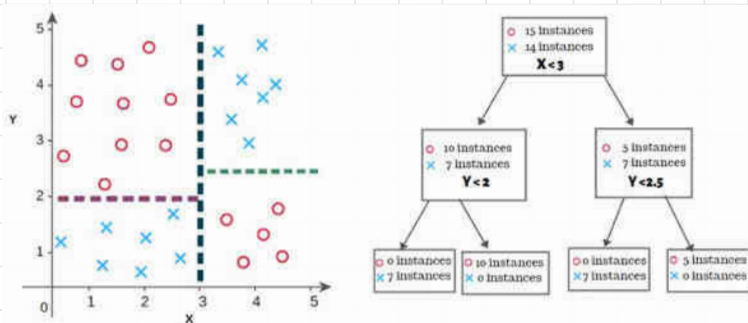 5
4
Y
3
2
1
0
1 2 3 4 5
X
15 instances
14 instances
X<3
10 instances
7 instances
Y<2
5 instances
7 instances
Y<2.5
0 instances
7 instances
10 instances
0 instances
0 instances
7 instances
5 instances
0 instances